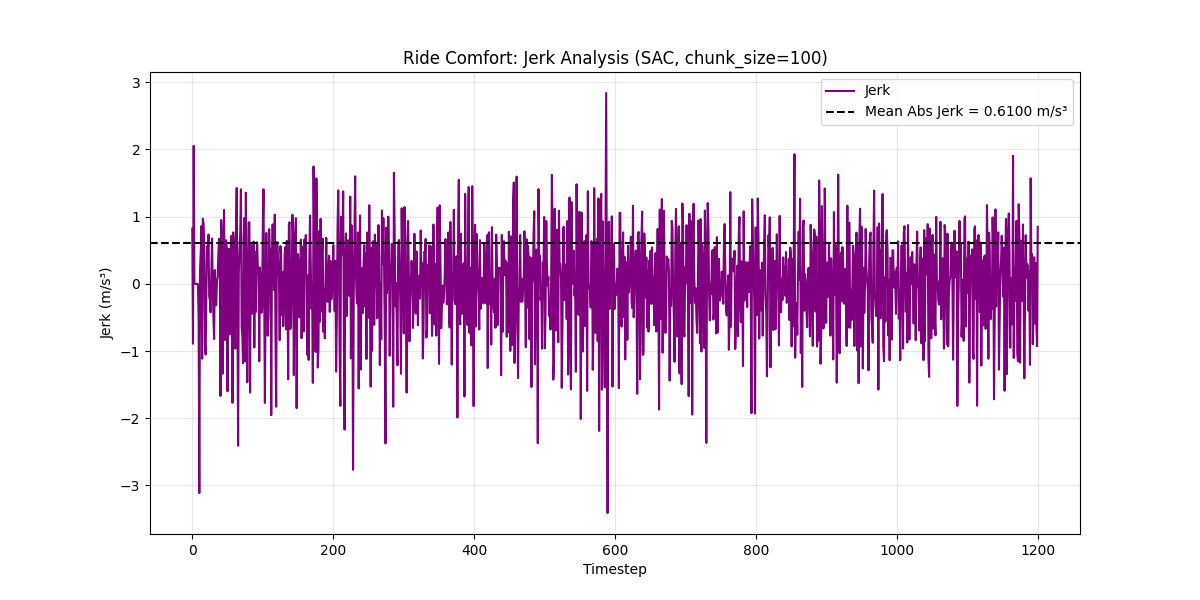 Ride Comfort: Jerk Analysis (SAC, chunk_size=100)
Jerk
Mean Abs Jerk = 0.6100 m/s³
Jerk (m/s³)
3
2
1
0
−1
−2
−3
0 200 400 600 800 1000 1200
Timestep